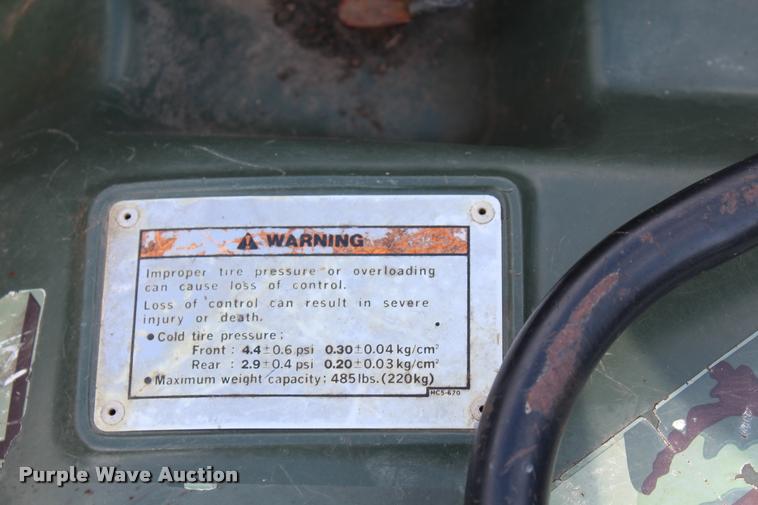 WARNING
Improper tire pressure or overloading
can cause loss of control.
Loss of control can result in severe
injury or death.
• Cold tire pressure;
Front : 4.4±0.6 psi 0.30±0.04 kg/cm²
Rear : 2.9±0.4 psi 0.20±0.03 kg/cm²
• Maximum weight capacity; 485 lbs. (220kg)
HC5-670
Purple Wave Auction